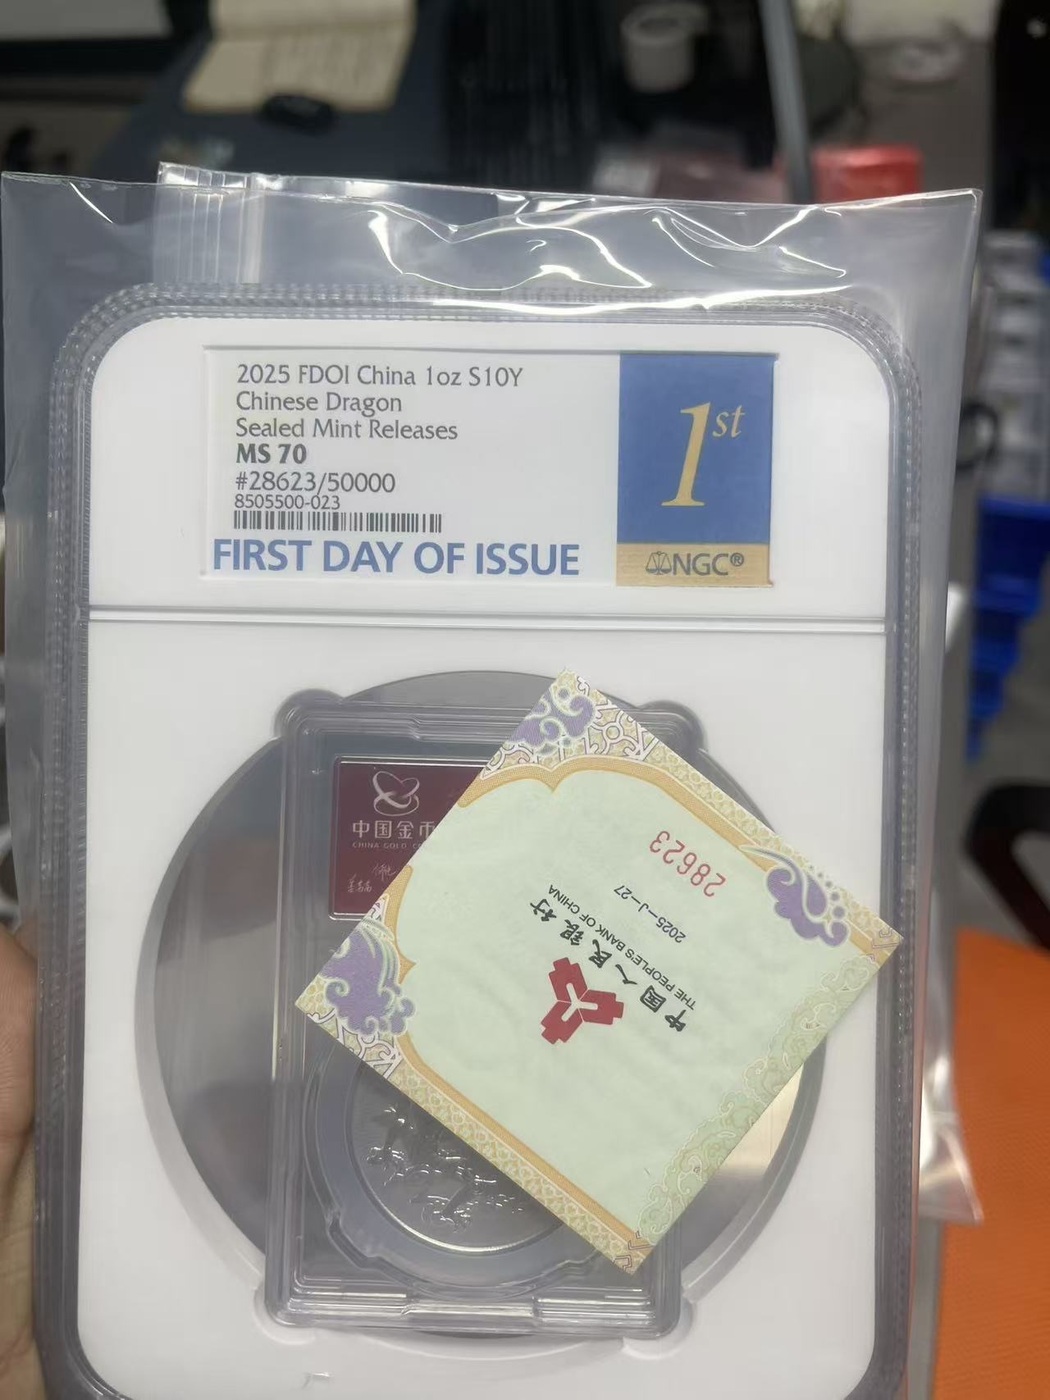 2025 FDOI China 1oz S10Y
Chinese Dragon
Sealed Mint Releases
MS 70
#28623/50000
8505500-023
FIRST DAY OF ISSUE
1st
NGC®
中国金币
CHINA GOLD
28623
2025-J-27
中国人民银行
THE PEOPLE'S BANK OF CHINA